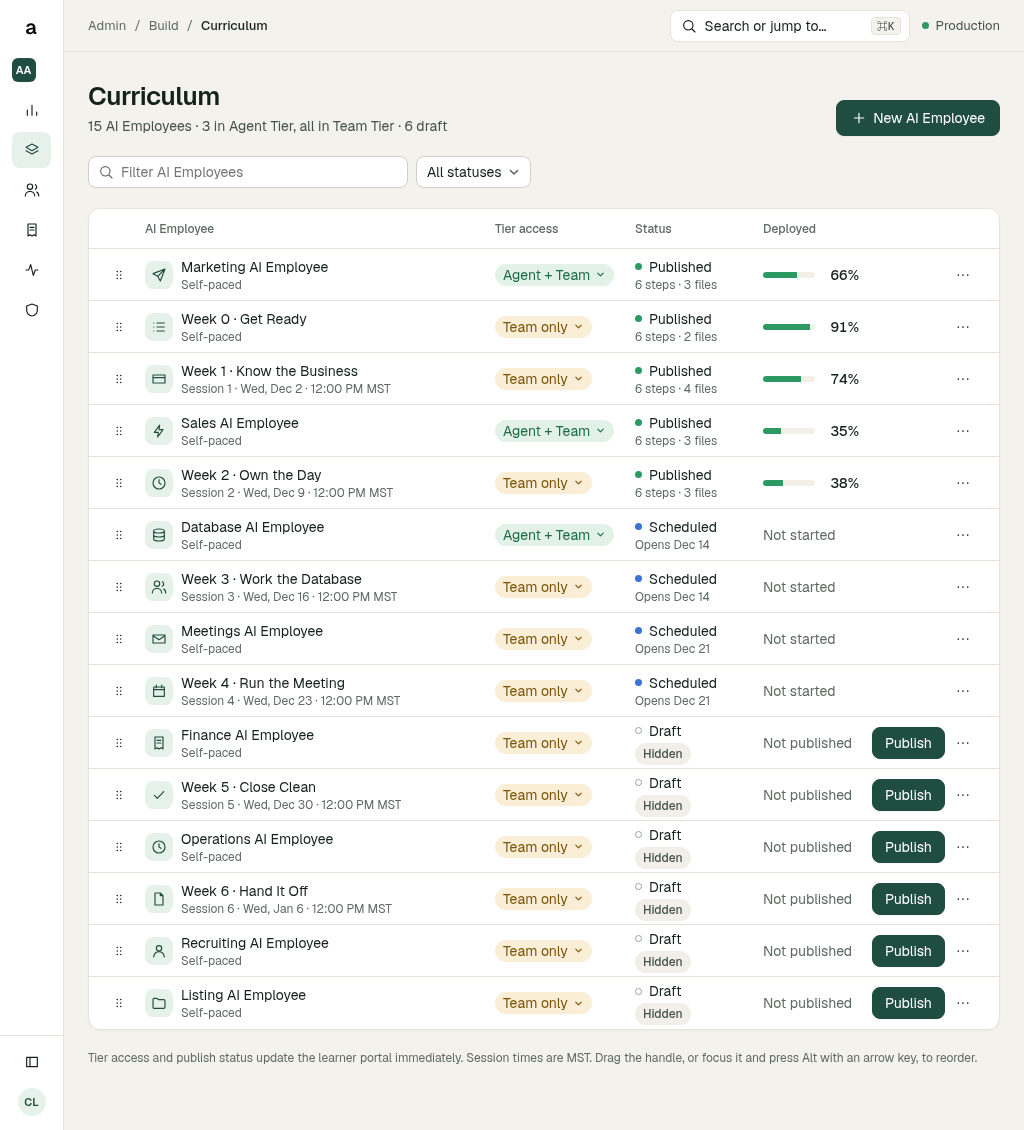 a
Admin / Build / Curriculum
Search or jump to... ⌘K
Production
AA
Curriculum
15 AI Employees · 3 in Agent Tier, all in Team Tier · 6 draft
+ New AI Employee
Filter AI Employees
All statuses
AI Employee Tier access Status Deployed
Marketing AI Employee Agent + Team Published 66%
Self-paced 6 steps · 3 files
Week 0 · Get Ready Team only Published 91%
Self-paced 6 steps · 2 files
Week 1 · Know the Business Team only Published 74%
Session 1 · Wed, Dec 2 · 12:00 PM MST 6 steps · 4 files
Sales AI Employee Agent + Team Published 35%
Self-paced 6 steps · 3 files
Week 2 · Own the Day Team only Published 38%
Session 2 · Wed, Dec 9 · 12:00 PM MST 6 steps · 3 files
Database AI Employee Agent + Team Scheduled Not started
Self-paced Opens Dec 14
Week 3 · Work the Database Team only Scheduled Not started
Session 3 · Wed, Dec 16 · 12:00 PM MST Opens Dec 14
Meetings AI Employee Team only Scheduled Not started
Self-paced Opens Dec 21
Week 4 · Run the Meeting Team only Scheduled Not started
Session 4 · Wed, Dec 23 · 12:00 PM MST Opens Dec 21
Finance AI Employee Team only Draft Not published Publish
Self-paced Hidden
Week 5 · Close Clean Team only Draft Not published Publish
Session 5 · Wed, Dec 30 · 12:00 PM MST Hidden
Operations AI Employee Team only Draft Not published Publish
Self-paced Hidden
Week 6 · Hand It Off Team only Draft Not published Publish
Session 6 · Wed, Jan 6 · 12:00 PM MST Hidden
Recruiting AI Employee Team only Draft Not published Publish
Self-paced Hidden
Listing AI Employee Team only Draft Not published Publish
Self-paced Hidden
Tier access and publish status update the learner portal immediately. Session times are MST. Drag the handle, or focus it and press Alt with an arrow key, to reorder.
CL